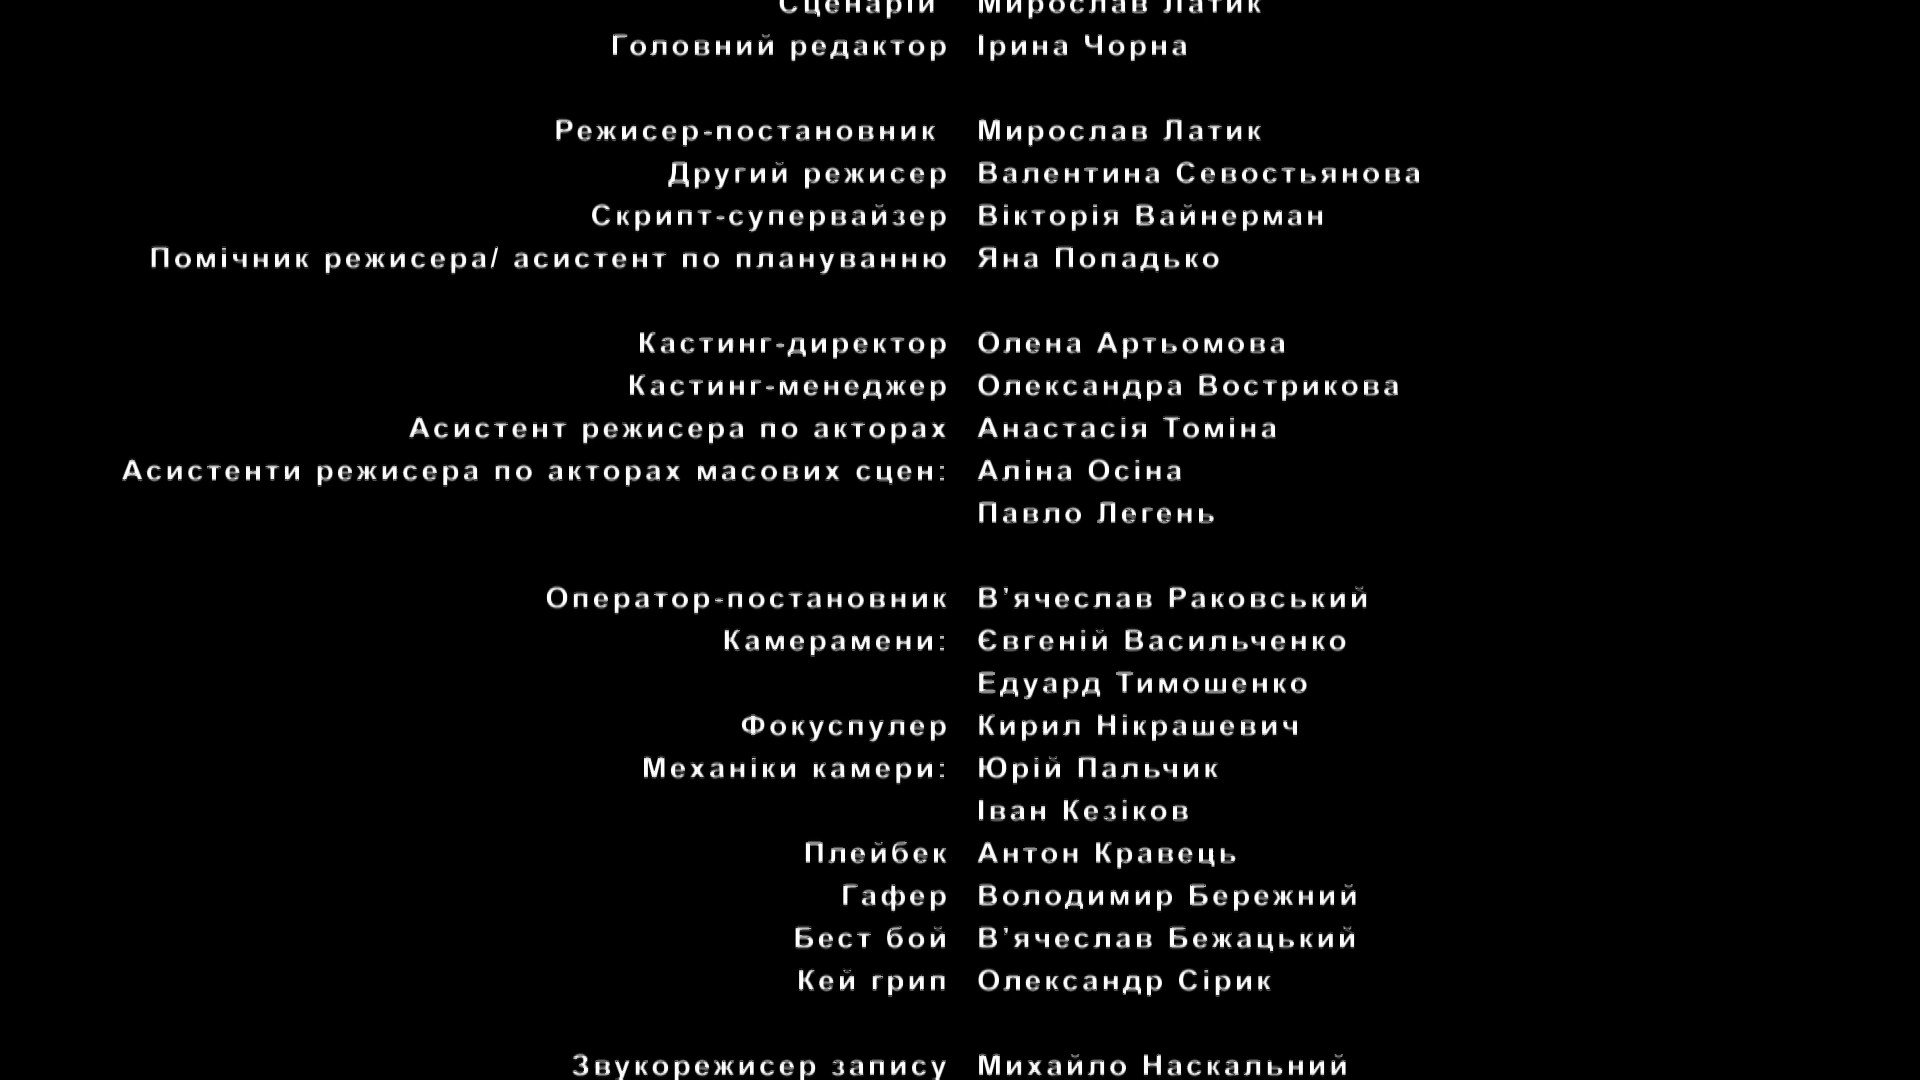 Сценарій Мирослав Латик
Головний редактор Ірина Чорна
Режисер-постановник Мирослав Латик
Другий режисер Валентина Севостьянова
Скрипт-супервайзер Вікторія Вайнерман
Помічник режисера/ асистент по плануванню Яна Попадько
Кастинг-директор Олена Артьомова
Кастинг-менеджер Олександра Вострикова
Асистент режисера по акторах Анастасія Томіна
Асистенти режисера по акторах масових сцен: Аліна Осіна
Павло Легень
Оператор-постановник В'ячеслав Раковський
Камерамени: Євгеній Васильченко
Едуард Тимошенко
Фокуспулер Кирил Нікрашевич
Механіки камери: Юрій Пальчик
Іван Кезіков
Плейбек Антон Кравець
Гафер Володимир Бережний
Бест бой В'ячеслав Бежацький
Кей грип Олександр Сірик
Звукорежисер запису Михайло Наскальний